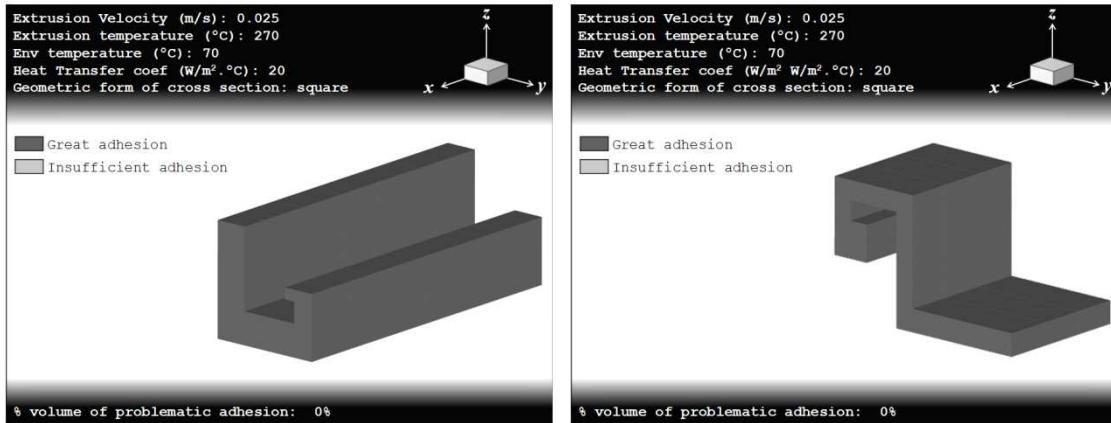 Extrusion Velocity (m/s): 0.025
Extrusion temperature (°C): 270
Env temperature (°C): 70
Heat Transfer coef (W/m².°C): 20
Geometric form of cross section: square
z
x
y
Great adhesion
Insufficient adhesion
% volume of problematic adhesion: 0%
Extrusion Velocity (m/s): 0.025
Extrusion temperature (°C): 270
Env temperature (°C): 70
Heat Transfer coef (W/m² W/m².°C): 20
Geometric form of cross section: square
z
x
y
Great adhesion
Insufficient adhesion
% volume of problematic adhesion: 0%